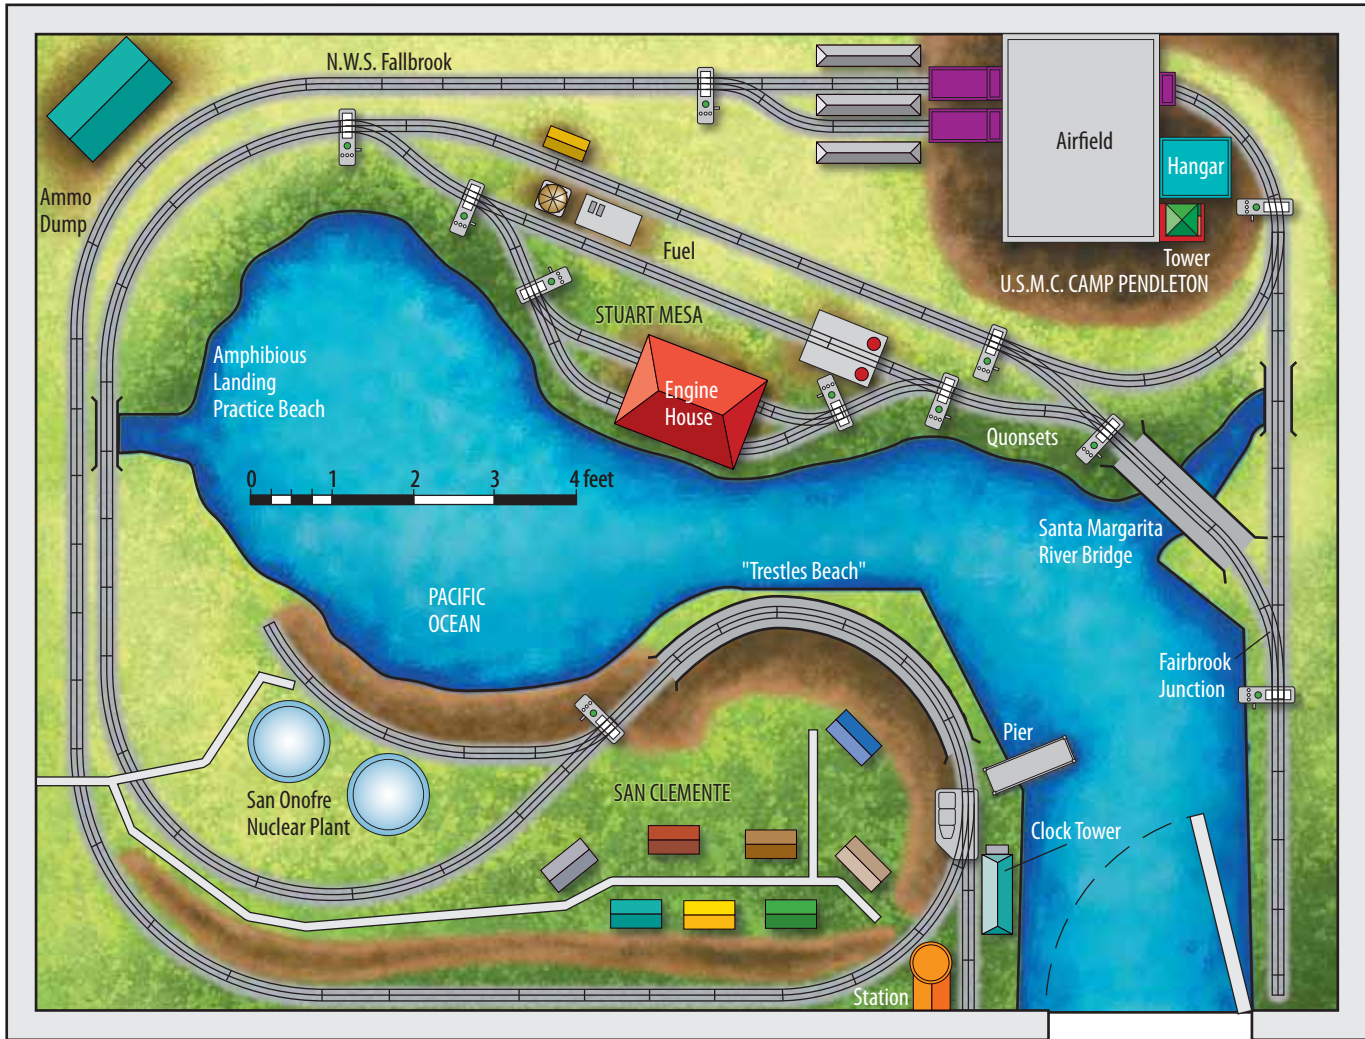 N.W.S. Fallbrook
Ammo
Dump
Airfield
Hangar
Tower
U.S.M.C. CAMP PENDLETON
Fuel
STUART MESA
Amphibious
Landing
Practice Beach
Engine
House
Quonsets
0 1 2 3 4 feet
Santa Margarita
River Bridge
"Trestles Beach"
PACIFIC
OCEAN
Fairbrook
Junction
Pier
San Onofre
Nuclear Plant
SAN CLEMENTE
Clock Tower
Station